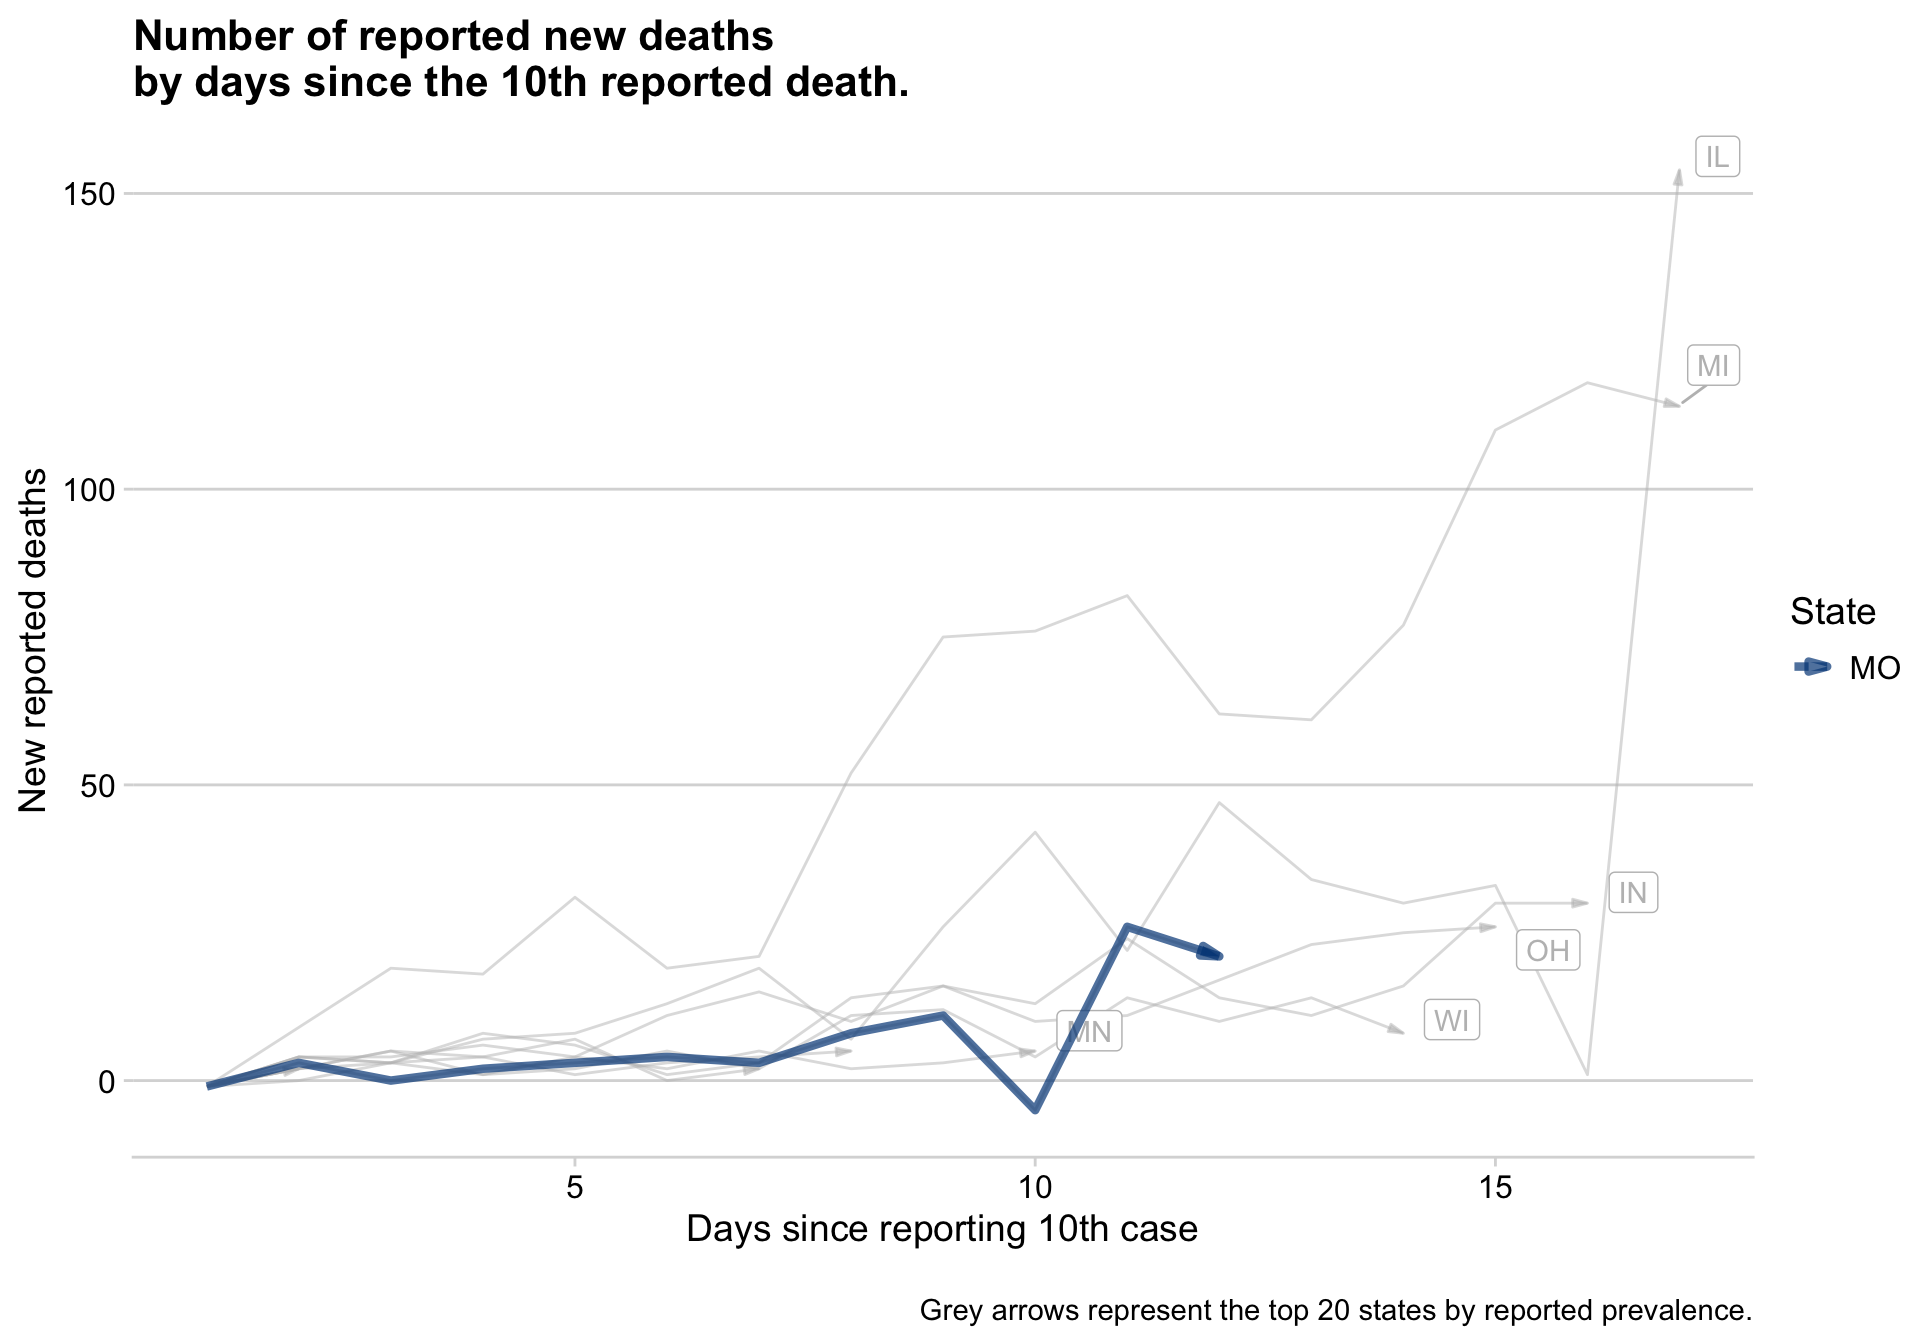 Number of reported new deaths
by days since the 10th reported death.
IL
150
MI
100
New reported deaths
State
MO
50
IN
OH
WI
MN
0
5 10 15
Days since reporting 10th case
Grey arrows represent the top 20 states by reported prevalence.